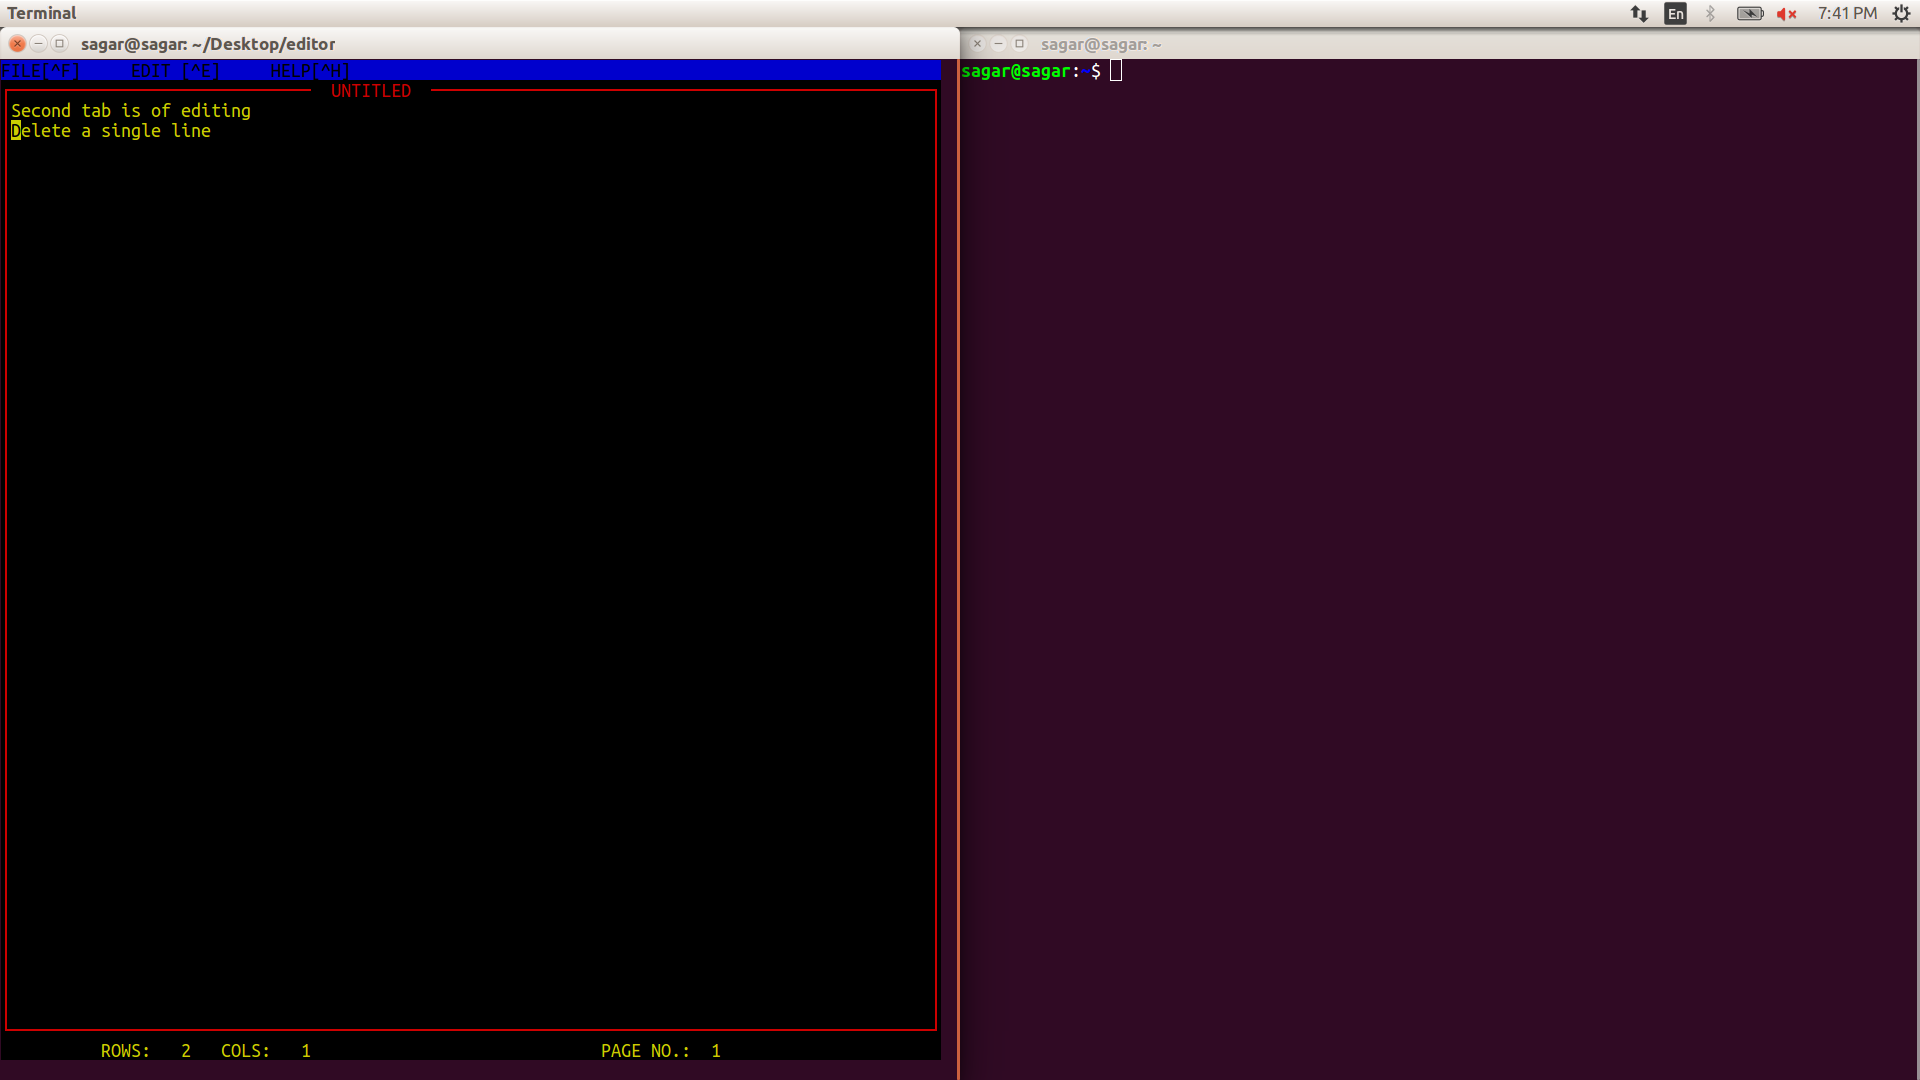 Terminal
En
7:41 PM
sagar@sagar: ~/Desktop/editor
sagar@sagar: ~
FILE[^F] EDIT [^E] HELP[^H]
UNTITLED
Second tab is of editing
Delete a single line
ROWS: 2 COLS: 1 PAGE NO.: 1
sagar@sagar:~$